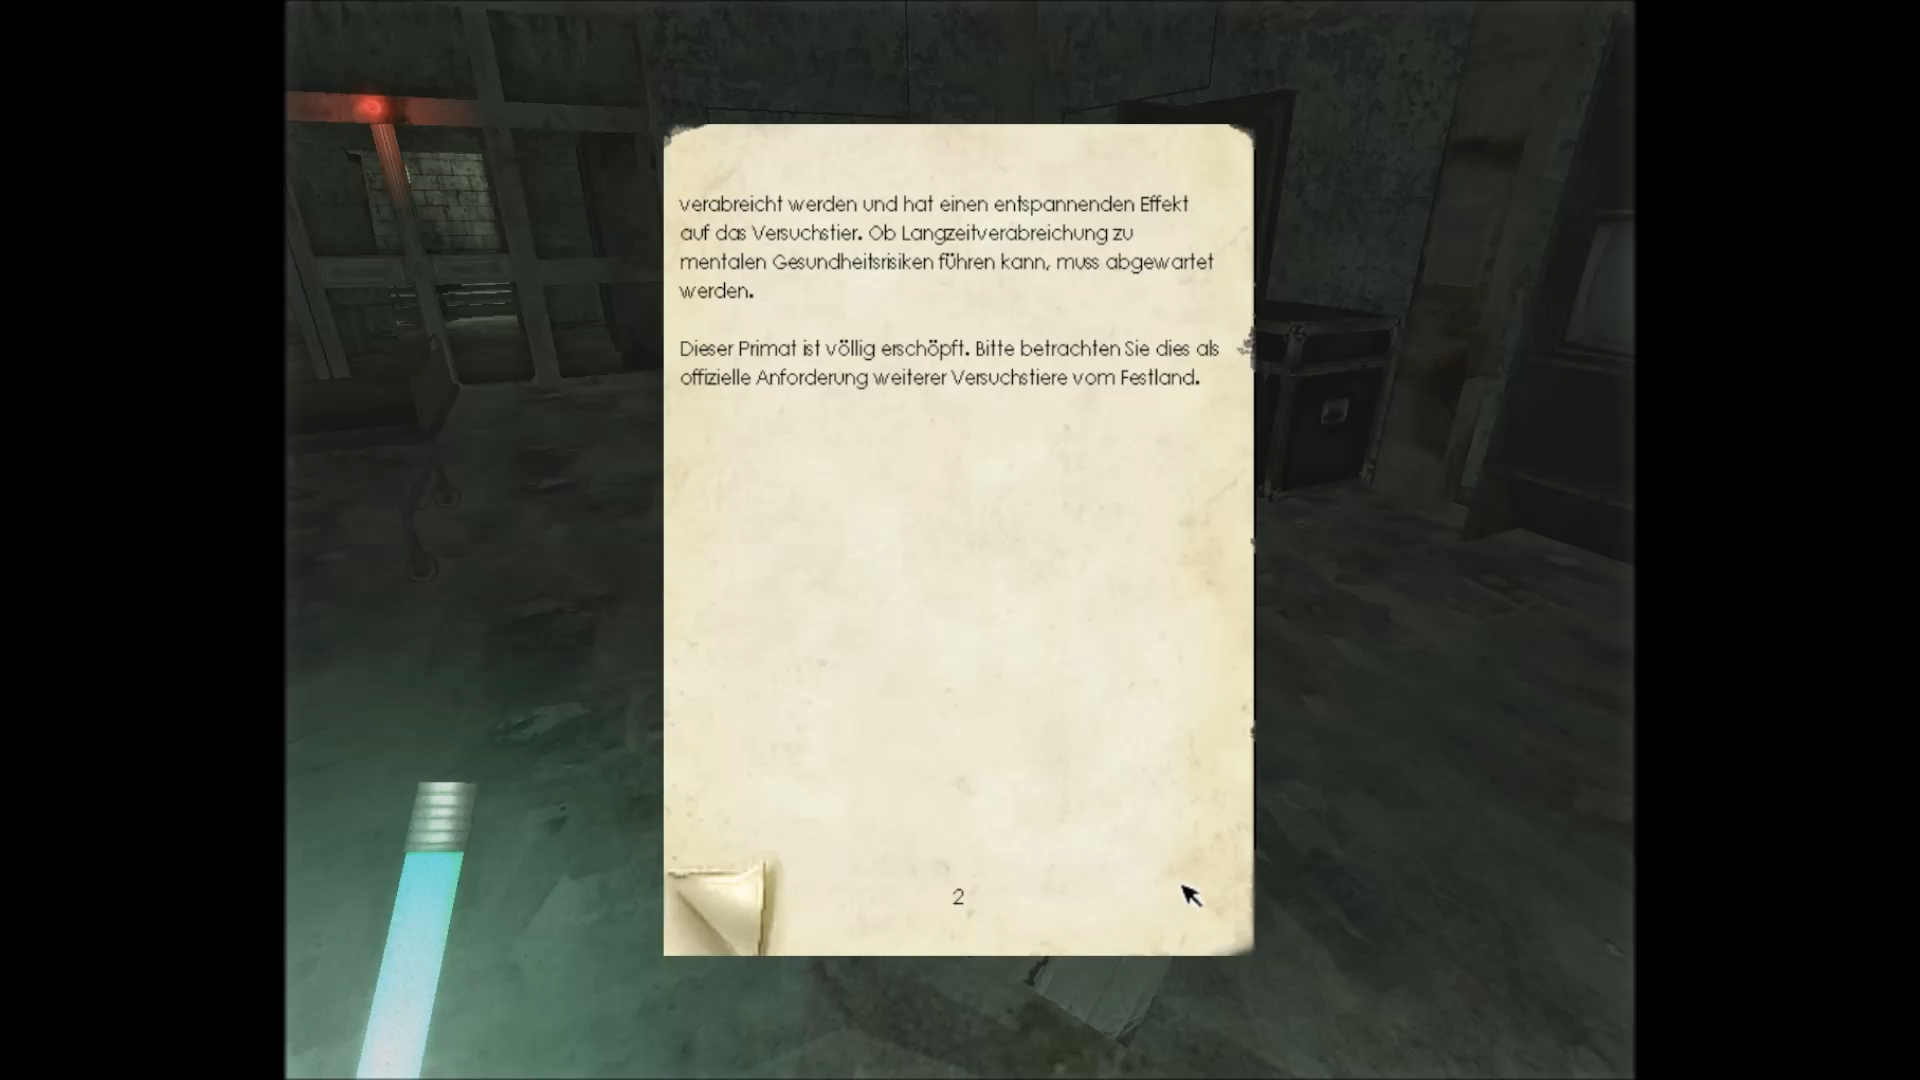 verabreicht werden und hat einen entspannenden Effekt
auf das Versuchstier. Ob Langzeitverabreichung zu
mentalen Gesundheitsrisiken führen kann, muss abgewartet
werden.
Dieser Primat ist völlig erschöpft. Bitte betrachten Sie dies als
offizielle Anforderung weiterer Versuchstiere vom Festland.
2